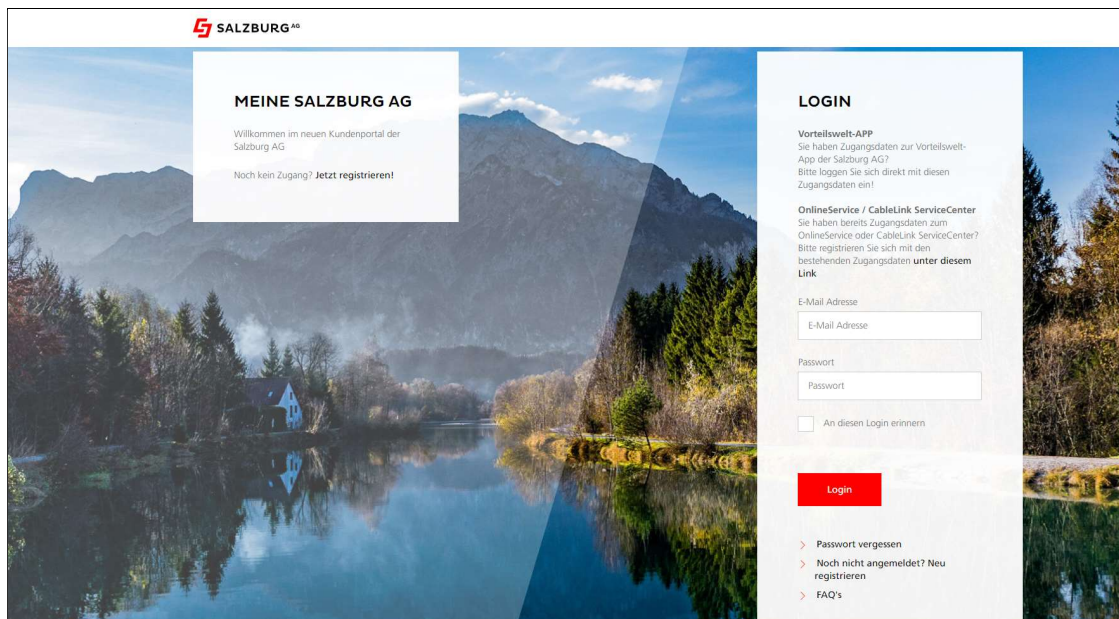 SALZBURG AG
MEINE SALZBURG AG
Willkommen im neuen Kundenportal der
Salzburg AG
Noch kein Zugang? Jetzt registrieren!
LOGIN
Vorteilswelt-APP
Sie haben Zugangsdaten zur Vorteilswelt-
App der Salzburg AG?
Bitte loggen Sie sich direkt mit diesen
Zugangsdaten ein!
OnlineService / CableLink ServiceCenter
Sie haben bereits Zugangsdaten zum
OnlineService oder CableLink ServiceCenter?
Bitte registrieren Sie sich mit den
bestehenden Zugangsdaten unter diesem
Link
E-Mail Adresse
E-Mail Adresse
Passwort
Passwort
An diesen Login erinnern
Login
Passwort vergessen
Noch nicht angemeldet? Neu
registrieren
FAQ's